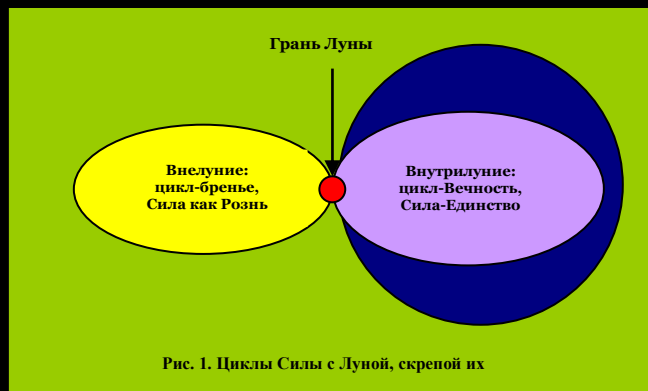 Грань Луны
Внелуние:
цикл-бренье,
Сила как Рознь
Внутрилуние:
цикл-Вечность,
Сила-Единство
Рис. 1. Циклы Силы с Луной, скрепой их